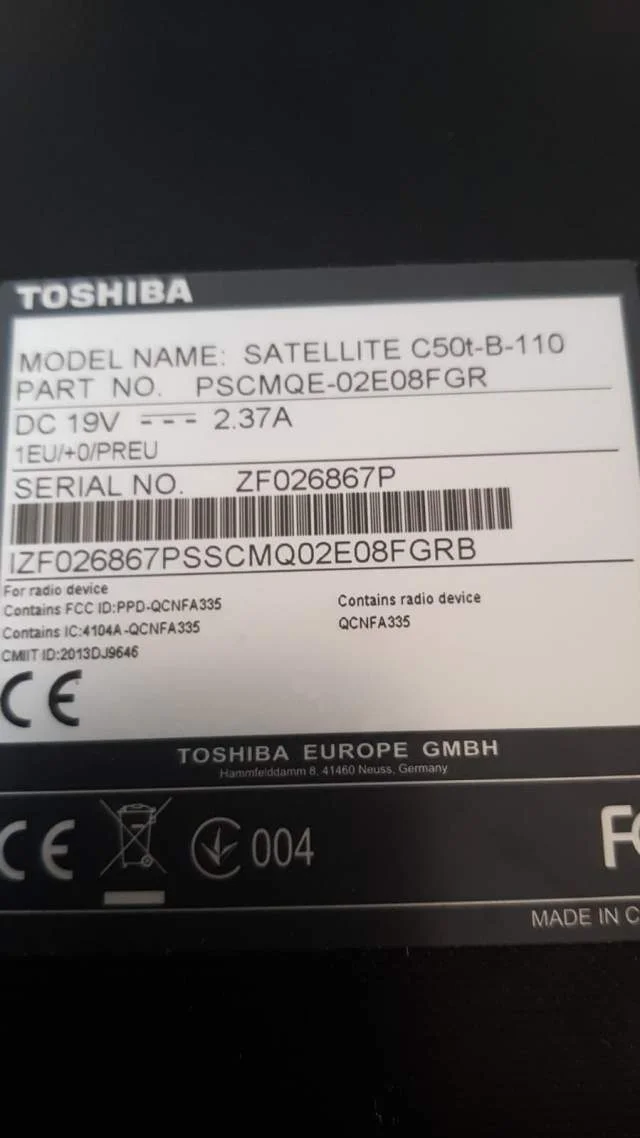 TOSHIBA
MODEL NAME: SATELLITE C50t-B-110
PART NO. PSCMQE-02E08FGR
DC 19V 2.37A
1EU/+0/PREU
SERIAL NO. ZF026867P
IZF026867PSSCMQ02E08FGRB
For radio device
Contains FCC ID:PPD-QCNFA335
Contains IC:4104A-QCNFA335
CMIIT ID:2013DJ9646
Contains radio device
QCNFA335
CE
TOSHIBA EUROPE GMBH
Hammfelddamm 8, 41460 Neuss, Germany
CE 004
MADE IN C